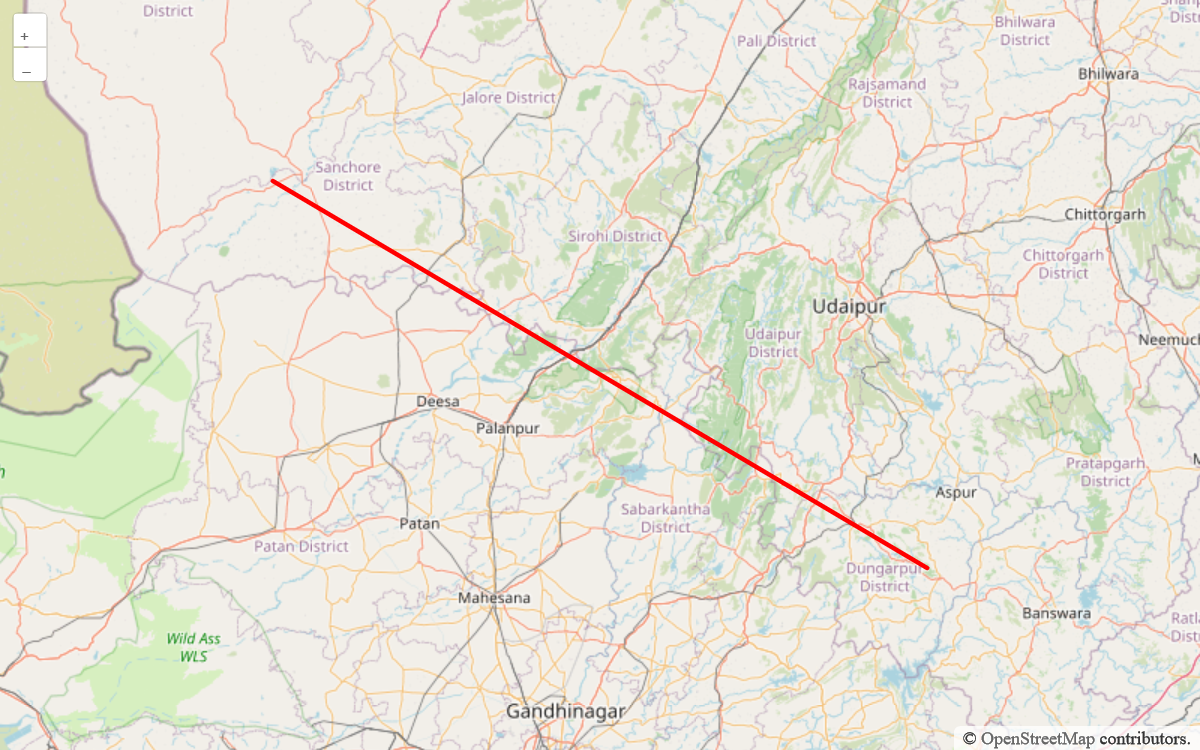 District
+
–
Pali District
Bhilwara
District
Bhilwara
Rajsamand
District
Jalore District
Sanchore
District
Chittorgarh
Sirohi District
Chittorgarh
District
Udaipur
Udaipur
District
Neemuch
Deesa
Palanpur
Pratapgarh
District
Aspur
Sabarkantha
District
Patan
Patan District
Dungarpur
District
Mahesana
Banswara
Wild Ass
WLS
Gandhinagar
© OpenStreetMap contributors.